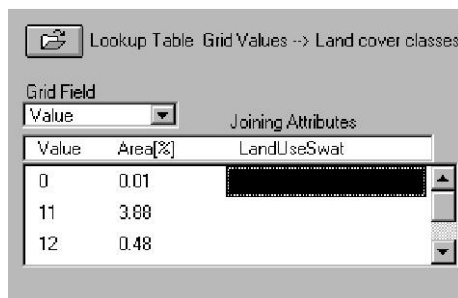 Lookup Table Grid Values --> Land cover classes
Grid Field
Value
Joining Attributes
Value Area[%] LandUseSwat
0 0.01
11 3.88
12 0.48